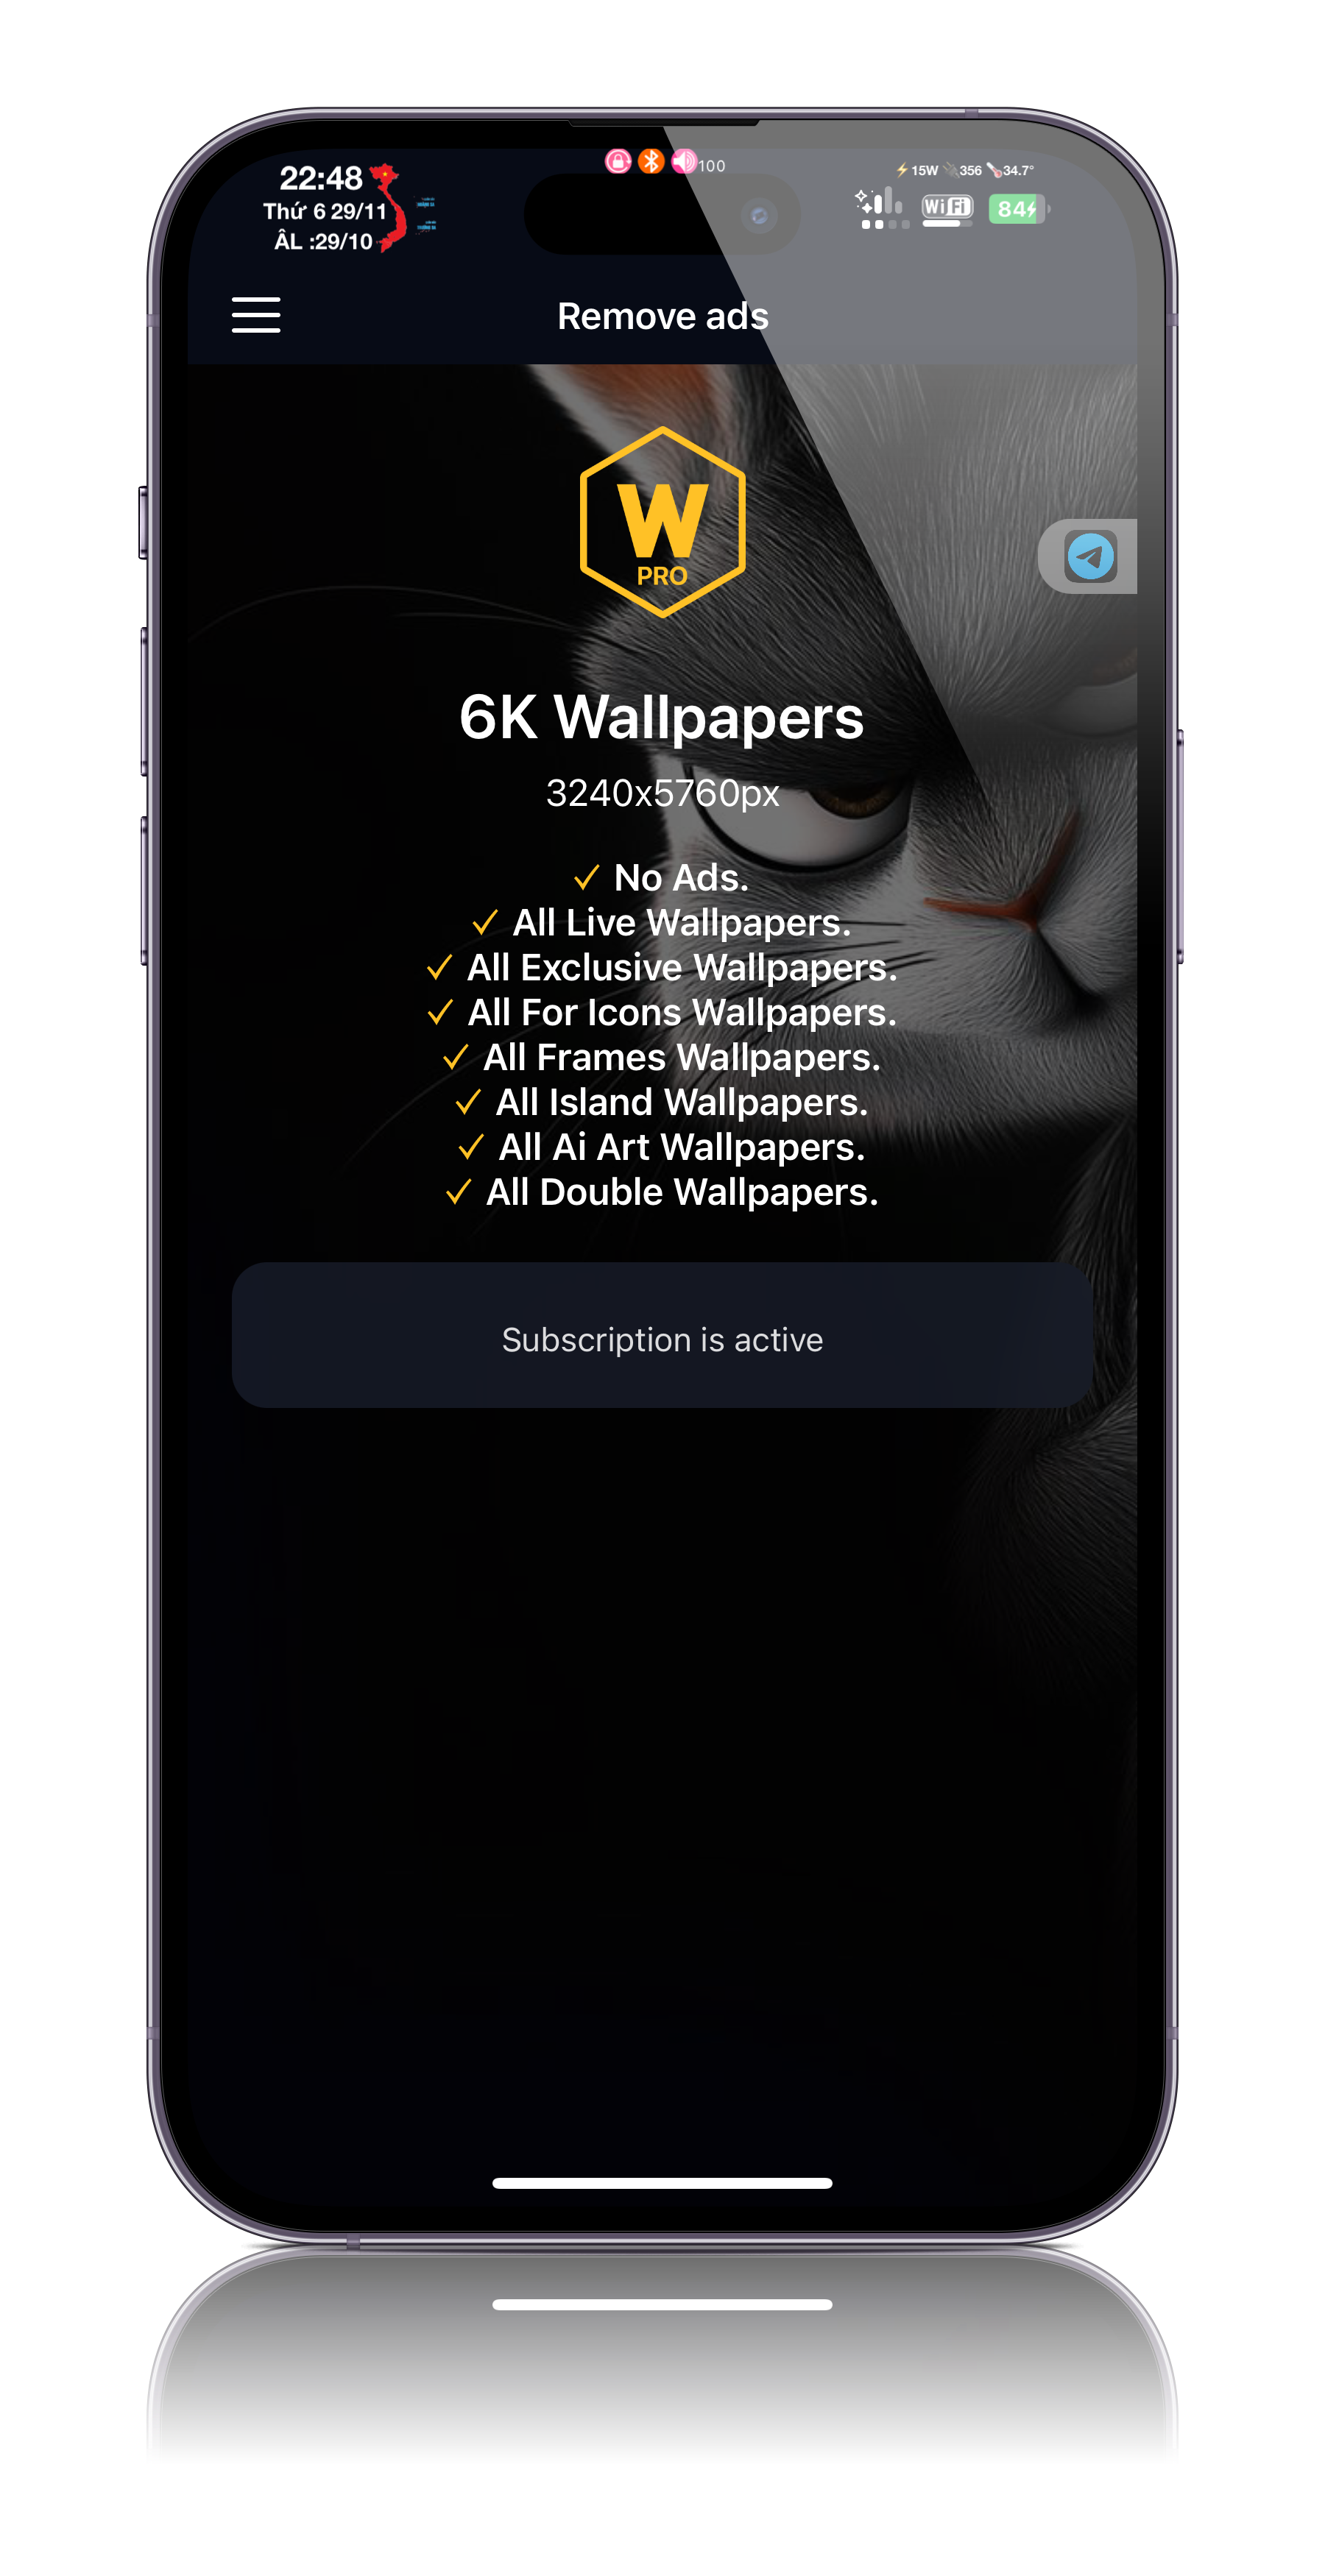 22:48
Thứ 6 29/11
ÂL :29/10
100
15W 356 34.7°
WiFi
84
Remove ads
W
PRO
6K Wallpapers
3240x5760px
✓ No Ads.
✓ All Live Wallpapers.
✓ All Exclusive Wallpapers.
✓ All For Icons Wallpapers.
✓ All Frames Wallpapers.
✓ All Island Wallpapers.
✓ All Ai Art Wallpapers.
✓ All Double Wallpapers.
Subscription is active